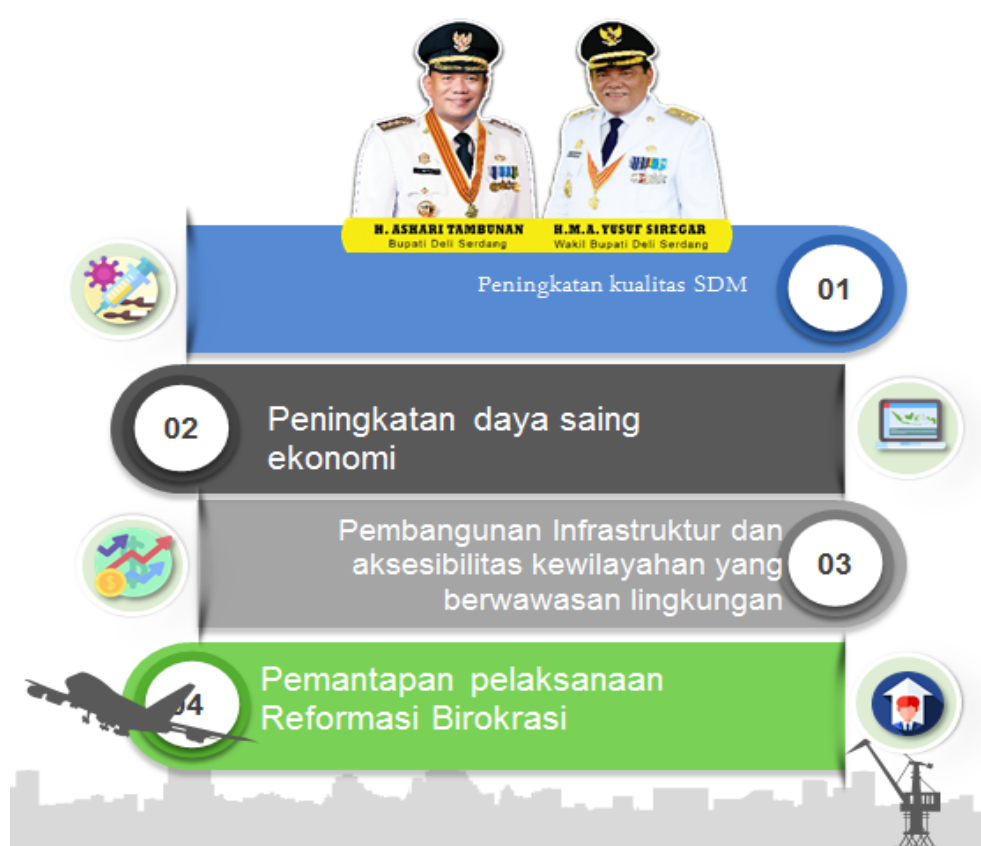 H. ASHARI TAMBUNAN
Bupati Deli Serdang
H.M.A. YUSUF SIREGAR
Wakil Bupati Deli Serdang
Peningkatan kualitas SDM
01
02
Peningkatan daya saing
ekonomi
Pembangunan Infrastruktur dan
aksesibilitas kewilayahan yang
berwawasan lingkungan
03
04
Pemantapan pelaksanaan
Reformasi Birokrasi